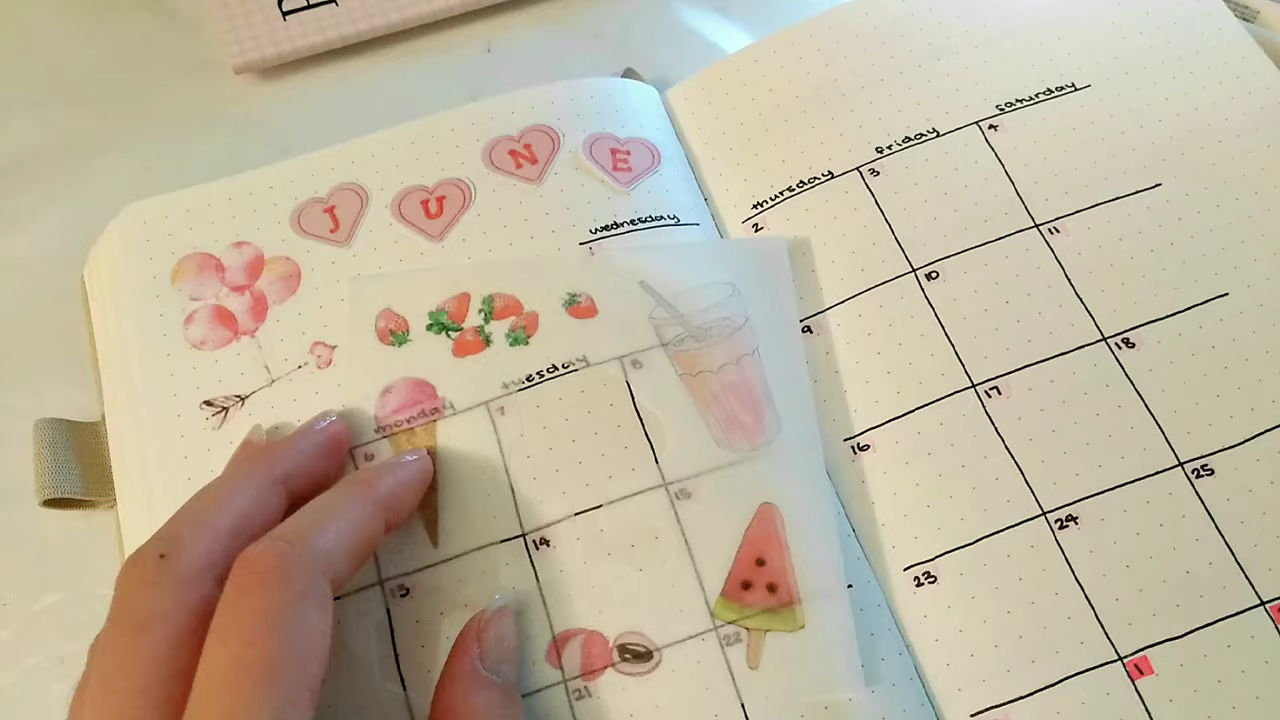 JUNE
monday tuesday wednesday thursday friday saturday
1 2 3 4
6 7 8 9 10 11
13 14 15 16 17 18
21 22 23 24 25
1